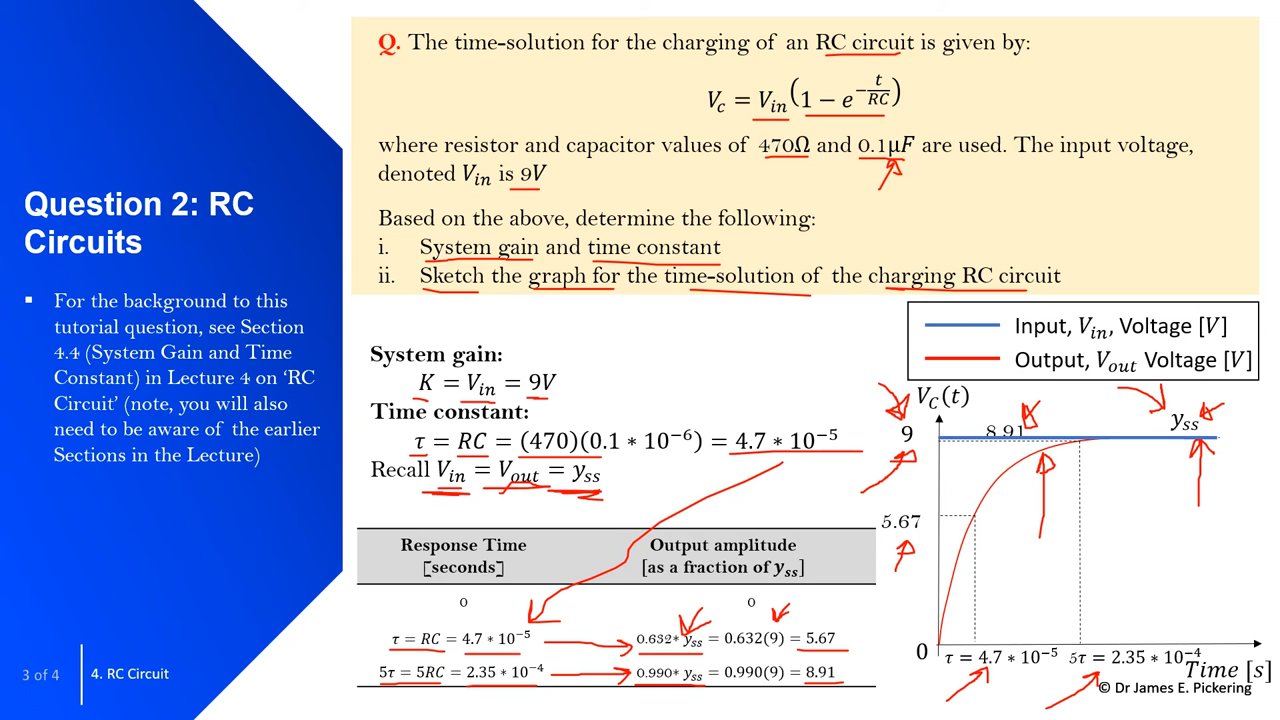 Question 2: RC
Circuits
▪ For the background to this
tutorial question, see Section
4.4 (System Gain and Time
Constant) in Lecture 4 on ‘RC
Circuit’ (note, you will also
need to be aware of the earlier
Sections in the Lecture)
3 of 4
4. RC Circuit
Q. The time-solution for the charging of an RC circuit is given by:
V_c = V_in(1 − e^(−t/RC))
where resistor and capacitor values of 470Ω and 0.1µF are used. The input voltage,
denoted V_in is 9V
Based on the above, determine the following:
i. System gain and time constant
ii. Sketch the graph for the time-solution of the charging RC circuit
System gain:
K = V_in = 9V
Time constant:
τ = RC = (470)(0.1 * 10^−6) = 4.7 * 10^−5
Recall V_in = V_out = y_ss
Response Time
[seconds]
Output amplitude
[as a fraction of y_ss]
0 0
τ = RC = 4.7 * 10^−5 0.632* y_ss = 0.632(9) = 5.67
5τ = 5RC = 2.35 * 10^−4 0.990* y_ss = 0.990(9) = 8.91
Input, V_in, Voltage [V]
Output, V_out Voltage [V]
V_C(t)
9
8.91
y_ss
5.67
0
τ = 4.7 * 10^−5
5τ = 2.35 * 10^−4
Time [s]
© Dr James E. Pickering